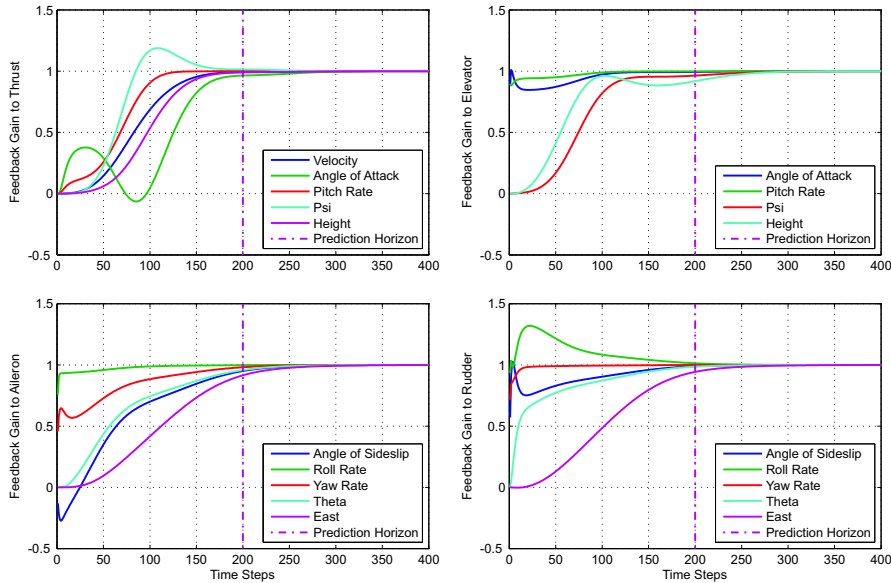 1.5
1
0.5
0
-0.5
Feedback Gain to Thrust
Velocity
Angle of Attack
Pitch Rate
Psi
Height
Prediction Horizon
0 50 100 150 200 250 300 350 400
1.5
1
0.5
0
-0.5
Feedback Gain to Elevator
Angle of Attack
Pitch Rate
Psi
Height
Prediction Horizon
0 50 100 150 200 250 300 350 400
1.5
1
0.5
0
-0.5
Feedback Gain to Aileron
Angle of Sideslip
Roll Rate
Yaw Rate
Theta
East
Prediction Horizon
0 50 100 150 200 250 300 350 400
Time Steps
1.5
1
0.5
0
-0.5
Feedback Gain to Rudder
Angle of Sideslip
Roll Rate
Yaw Rate
Theta
East
Prediction Horizon
0 50 100 150 200 250 300 350 400
Time Steps